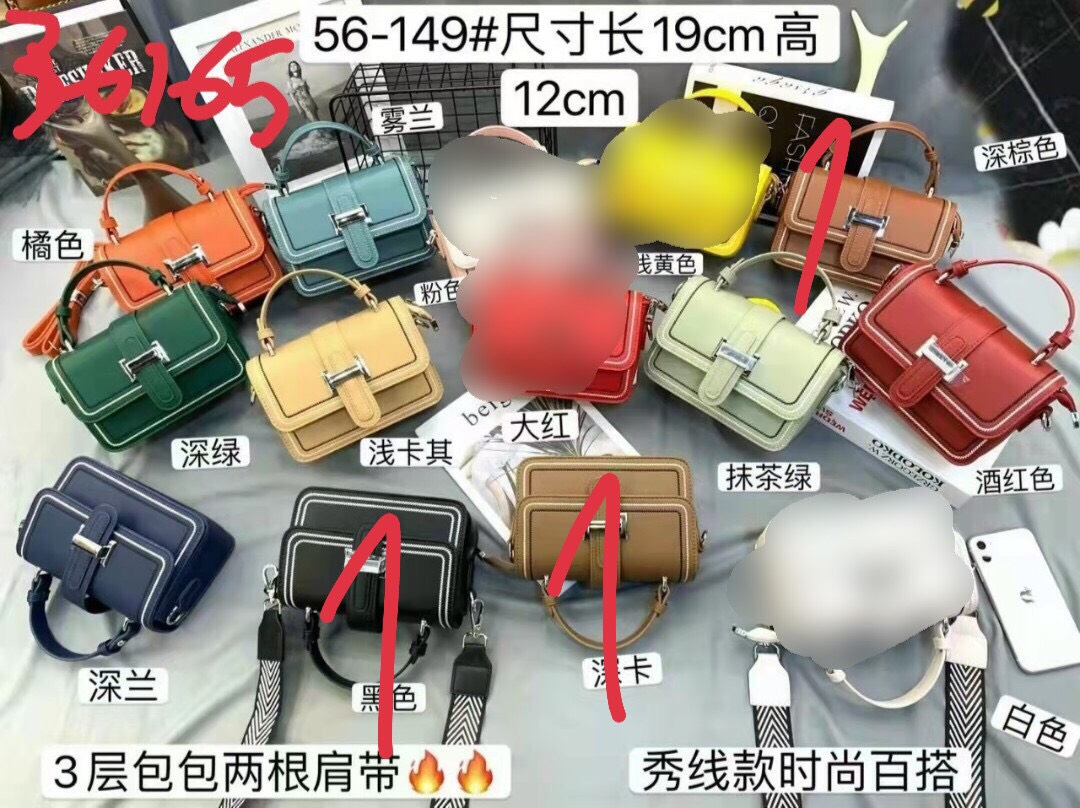 36165
56-149#尺寸长19cm高
12cm
雾兰
深棕色
橘色
粉色
浅黄色
深绿
浅卡其
大红
抹茶绿
酒红色
深兰
黑色
深卡
白色
3层包包两根肩带🔥🔥
秀线款时尚百搭
1
1
1